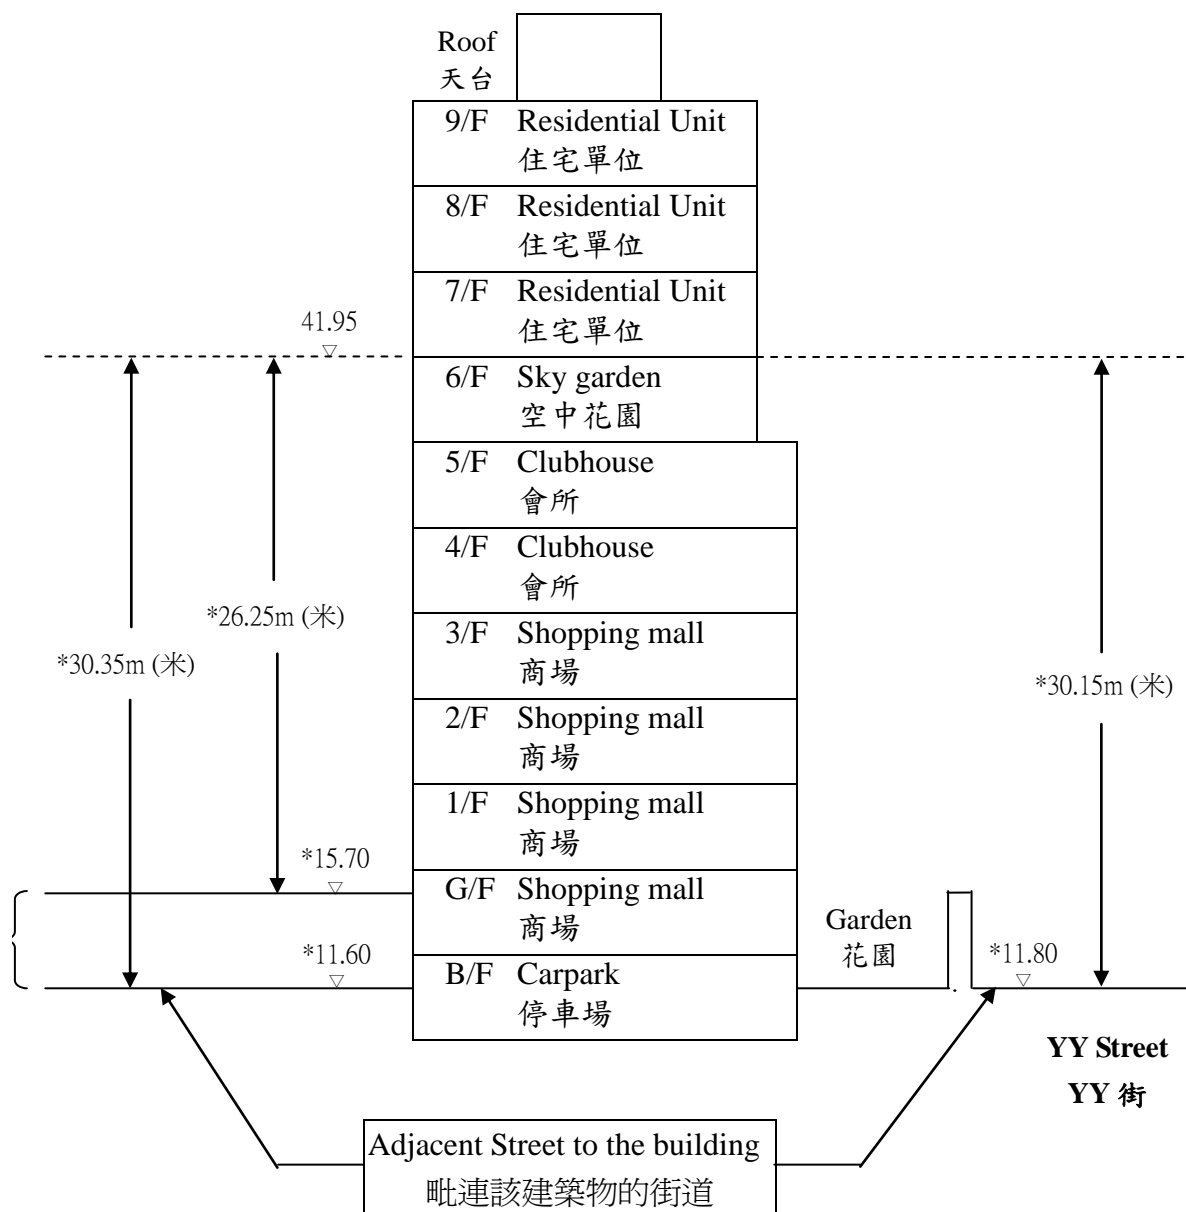 Roof
天台
9/F Residential Unit
住宅單位
8/F Residential Unit
住宅單位
7/F Residential Unit
住宅單位
41.95
6/F Sky garden
空中花園
5/F Clubhouse
會所
4/F Clubhouse
會所
*26.25m (米)
*30.35m (米)
3/F Shopping mall
商場
*30.15m (米)
2/F Shopping mall
商場
1/F Shopping mall
商場
*15.70
G/F Shopping mall
商場
Garden
花園
*11.60
*11.80
B/F Carpark
停車場
YY Street
YY 街
Adjacent Street to the building
毗連該建築物的街道